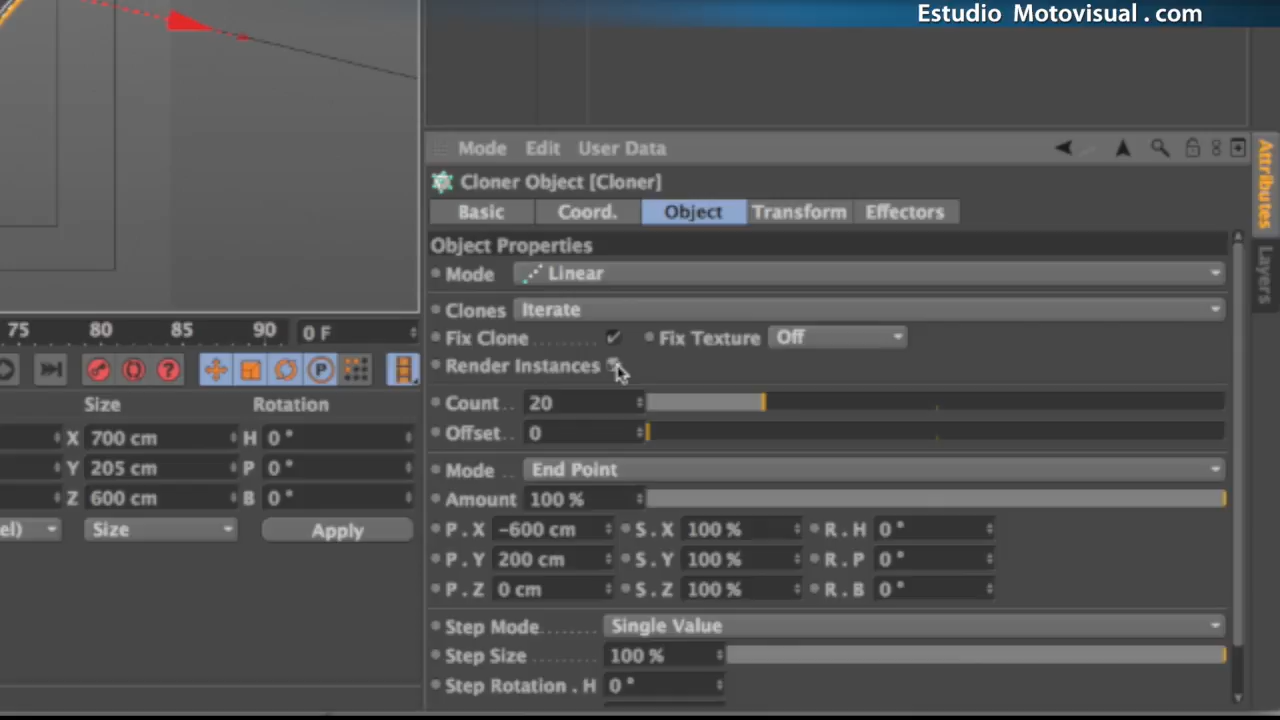 Estudio Motovisual . com
Mode Edit User Data
Cloner Object [Cloner]
Basic Coord. Object Transform Effectors
Object Properties
Mode Linear
Clones Iterate
Fix Clone Fix Texture Off
Render Instances
Count 20
Offset 0
Mode End Point
Amount 100 %
P . X -600 cm S . X 100 % R . H 0 °
P . Y 200 cm S . Y 100 % R . P 0 °
P . Z 0 cm S . Z 100 % R . B 0 °
Step Mode Single Value
Step Size 100 %
Step Rotation . H 0 °
Attributes
Layers
75 80 85 90 0 F
P ?
Size Rotation
X 700 cm H 0 °
Y 205 cm P 0 °
Z 600 cm B 0 °
el) Size Apply